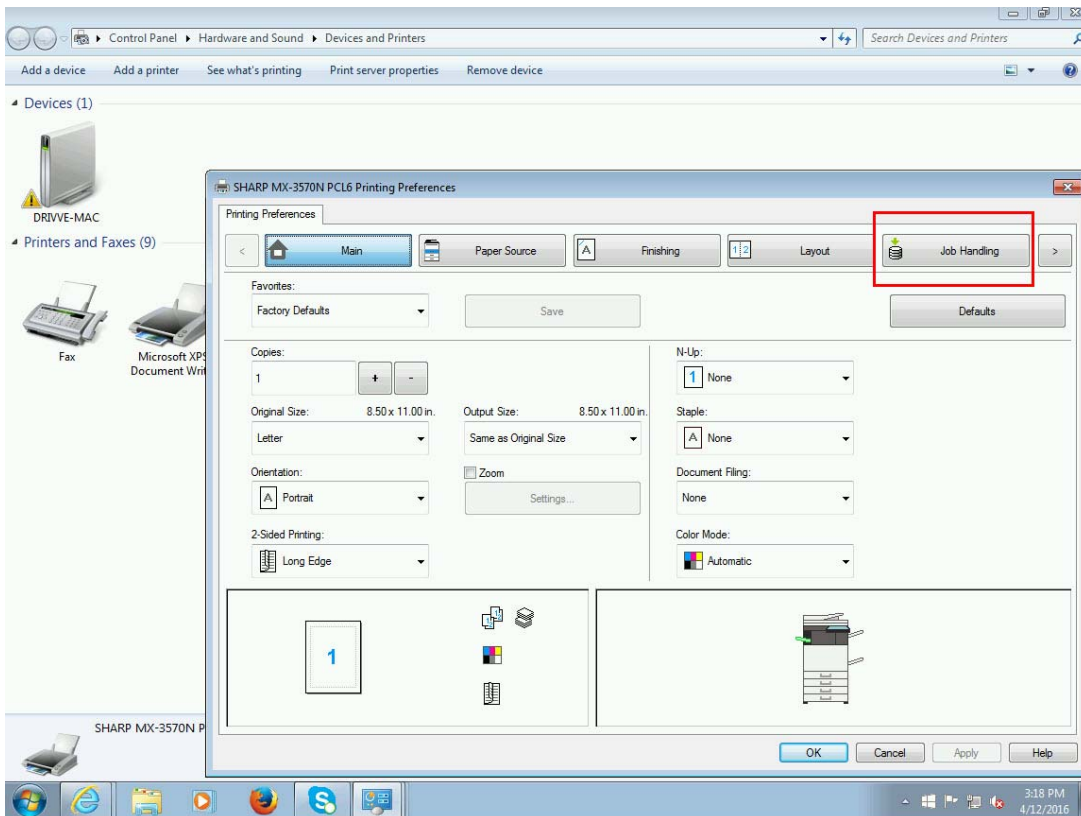 Control Panel ▸ Hardware and Sound ▸ Devices and Printers
Search Devices and Printers
Add a device Add a printer See what's printing Print server properties Remove device
Devices (1)
DRIVVE-MAC
Printers and Faxes (9)
Fax
Microsoft XPS
Document Writ
SHARP MX-3570N PCL6 Printing Preferences
Printing Preferences
< Main Paper Source Finishing Layout Job Handling >
Favorites:
Factory Defaults Save Defaults
Copies:
1 + -
N-Up:
1 None
Original Size: 8.50 x 11.00 in.
Letter
Output Size: 8.50 x 11.00 in.
Same as Original Size
Staple:
A None
Orientation:
A Portrait
Zoom
Settings...
Document Filing:
None
2-Sided Printing:
Long Edge
Color Mode:
Automatic
1
OK Cancel Apply Help
SHARP MX-3570N P
3:18 PM
4/12/2016